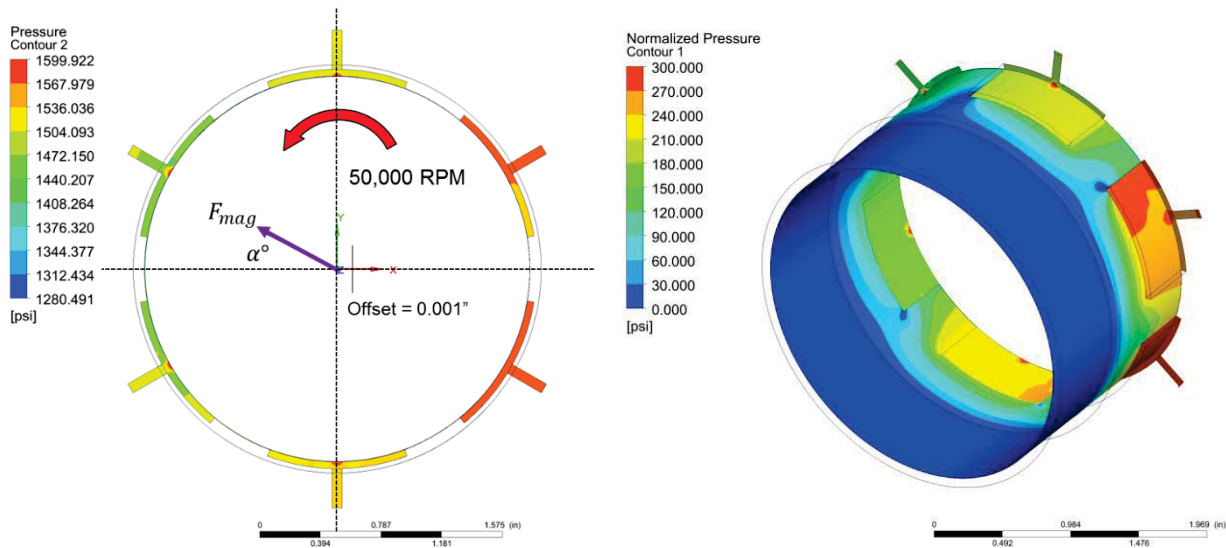 Pressure
Contour 2
1599.922
1567.979
1536.036
1504.093
1472.150
1440.207
1408.264
1376.320
1344.377
1312.434
1280.491
[psi]
50,000 RPM
F_mag
α°
Y
Z
X
Offset = 0.001"
0 0.787 1.575 (in)
0.394 1.181
Normalized Pressure
Contour 1
300.000
270.000
240.000
210.000
180.000
150.000
120.000
90.000
60.000
30.000
0.000
[psi]
0 0.984 1.969 (in)
0.492 1.476